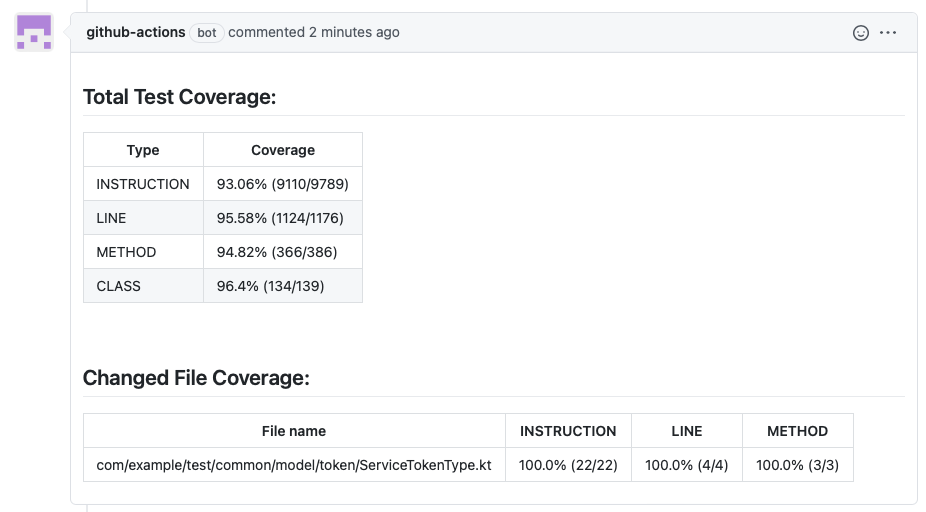 github-actions bot commented 2 minutes ago
Total Test Coverage:
Type Coverage
INSTRUCTION 93.06% (9110/9789)
LINE 95.58% (1124/1176)
METHOD 94.82% (366/386)
CLASS 96.4% (134/139)
Changed File Coverage:
File name INSTRUCTION LINE METHOD
com/example/test/common/model/token/ServiceTokenType.kt 100.0% (22/22) 100.0% (4/4) 100.0% (3/3)